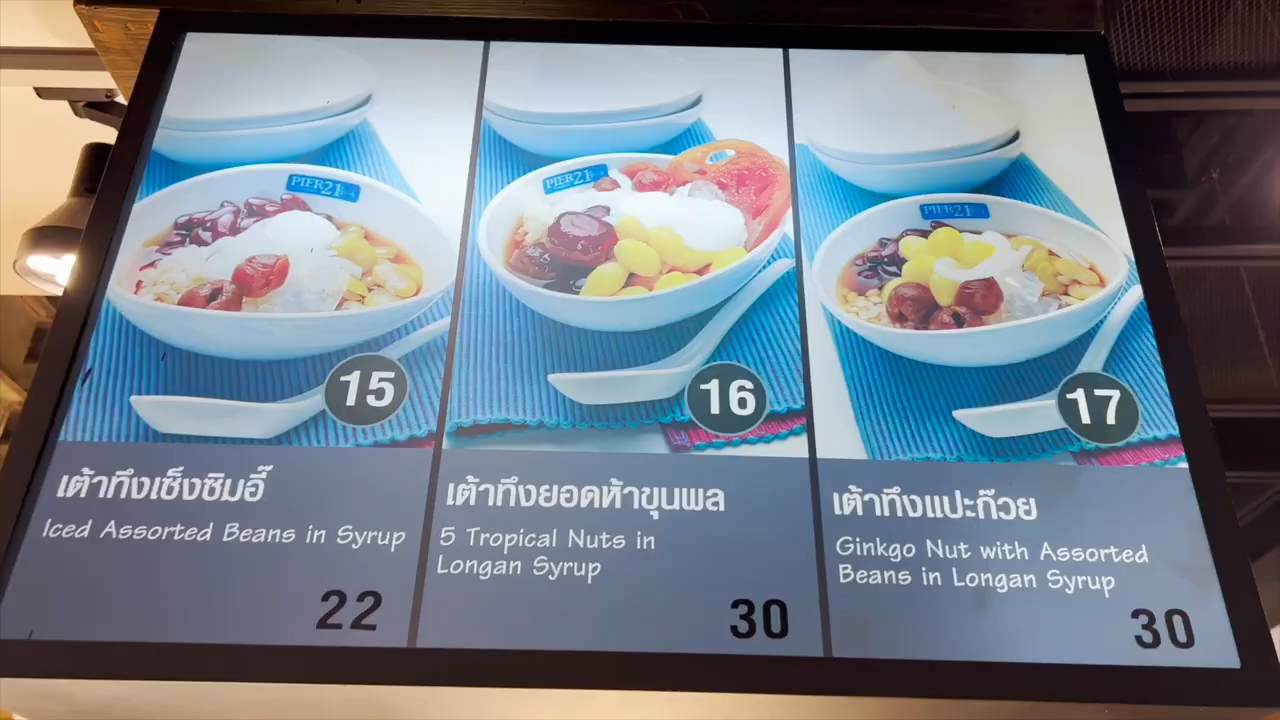 PIER21
15
เต้าทึงเซ็งซิมอี๊
Iced Assorted Beans in Syrup
22
PIER21
16
เต้าทึงยอดห้าขุนพล
5 Tropical Nuts in
Longan Syrup
30
PIER21
17
เต้าทึงแปะก๊วย
Ginkgo Nut with Assorted
Beans in Longan Syrup
30